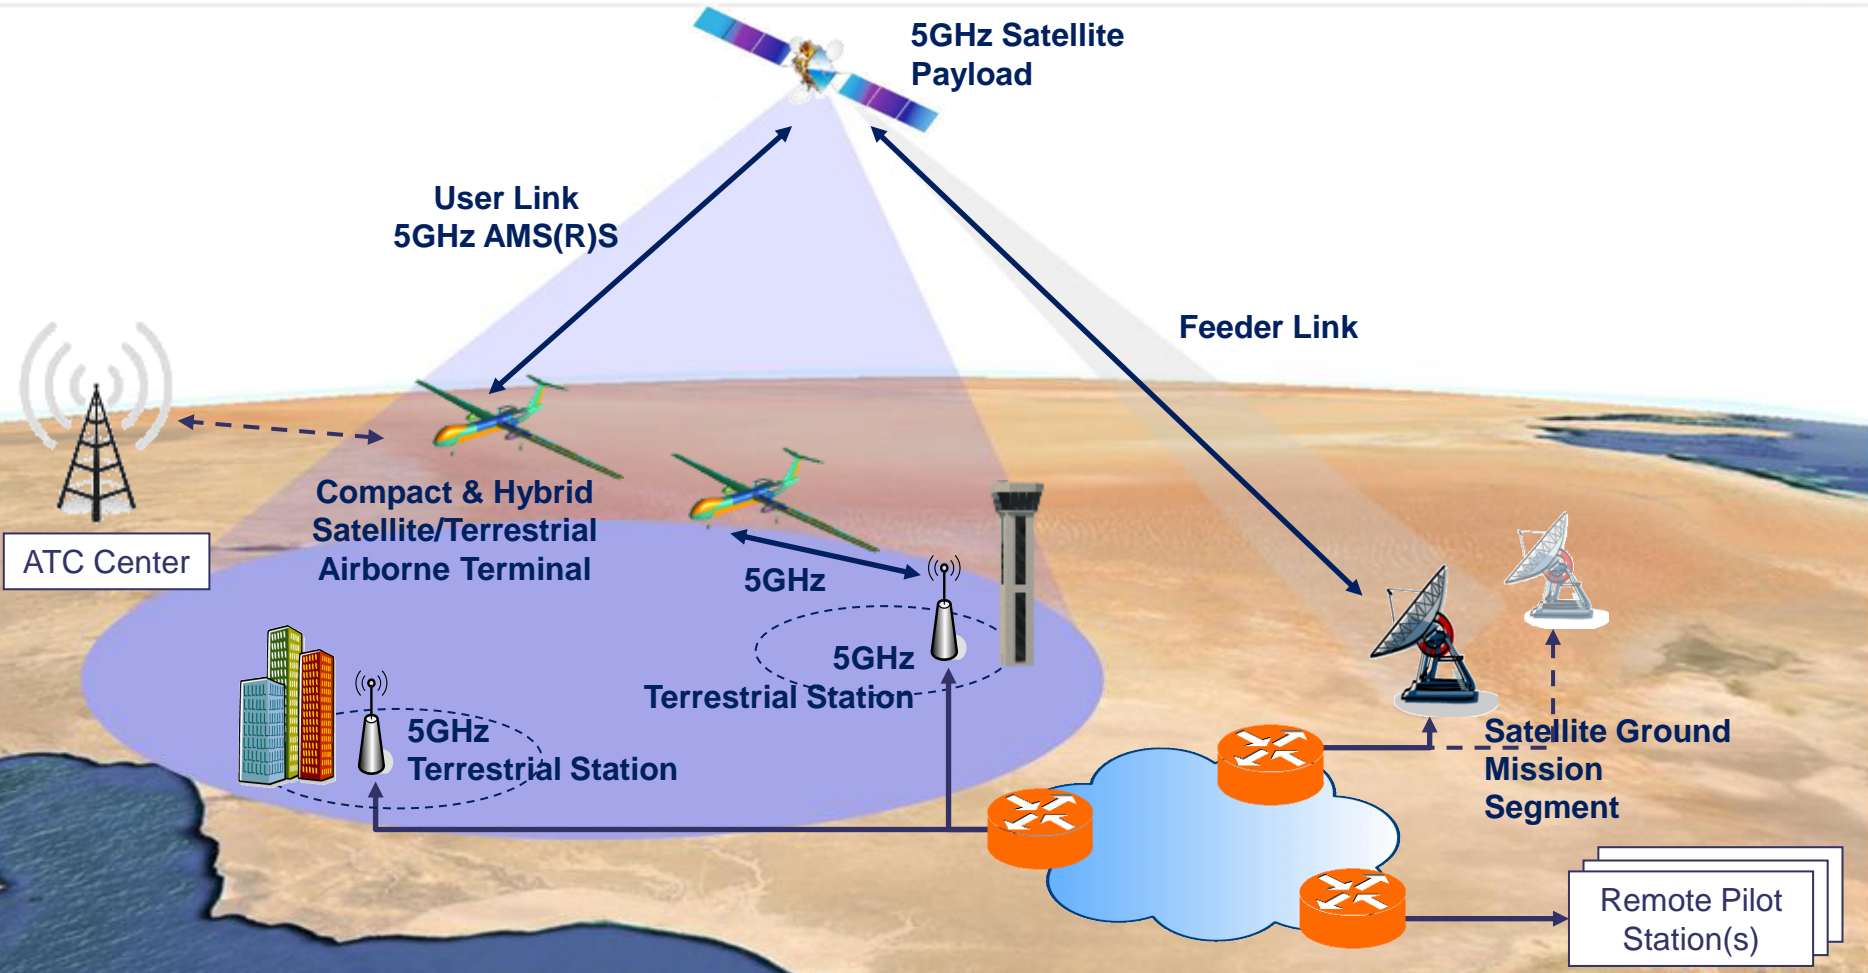 5GHz Satellite
Payload
User Link
5GHz AMS(R)S
Feeder Link
Compact & Hybrid
Satellite/Terrestrial
Airborne Terminal
ATC Center
5GHz
5GHz
Terrestrial Station
5GHz
Terrestrial Station
Satellite Ground
Mission
Segment
Remote Pilot
Station(s)